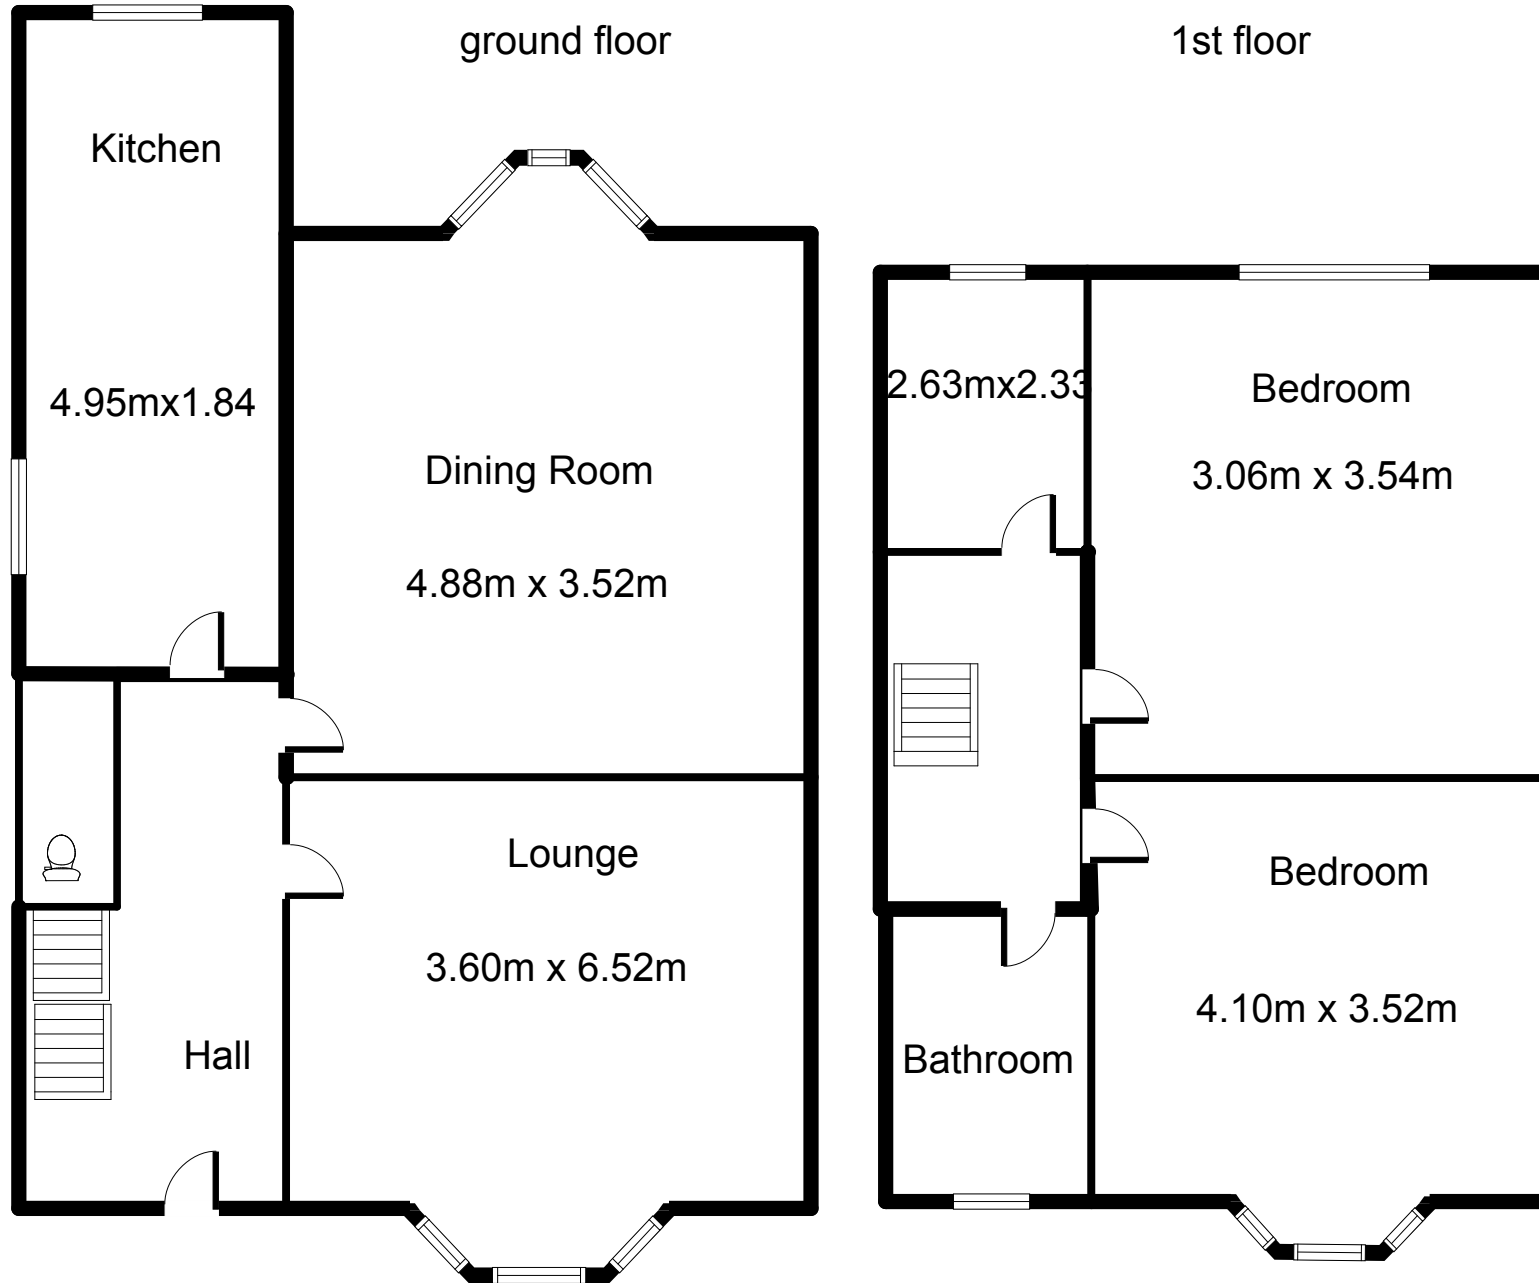 ground floor
Kitchen
4.95mx1.84
Dining Room
4.88m x 3.52m
Lounge
3.60m x 6.52m
Hall
1st floor
2.63mx2.33
Bedroom
3.06m x 3.54m
Bedroom
4.10m x 3.52m
Bathroom